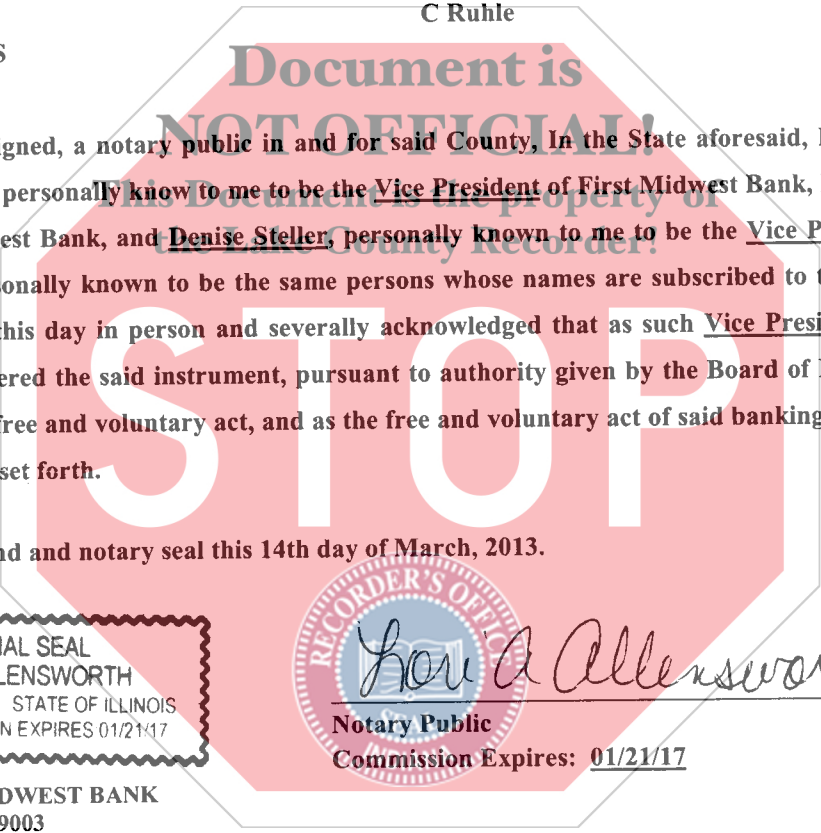 C Ruhle
S
Document is
NOT OFFICIAL!
igned, a notary public in and for said County, In the State aforesaid,
personally know to me to be the Vice President of First Midwest Bank,
This Document is the property of
est Bank, and Denise Steller, personally known to me to be the Vice P
the Lake County Recorder!
onally known to be the same persons whose names are subscribed to
this day in person and severally acknowledged that as such Vice Presi
ered the said instrument, pursuant to authority given by the Board of
free and voluntary act, and as the free and voluntary act of said banking
set forth.
STOP
nd and notary seal this 14th day of March, 2013.
RECORDER'S OFFICE
SEAL
INDIANA
IAL SEAL
LENSWORTH
STATE OF ILLINOIS
N EXPIRES 01/21/17
Lori A Allenswor
Notary Public
Commission Expires: 01/21/17
DWEST BANK
9003